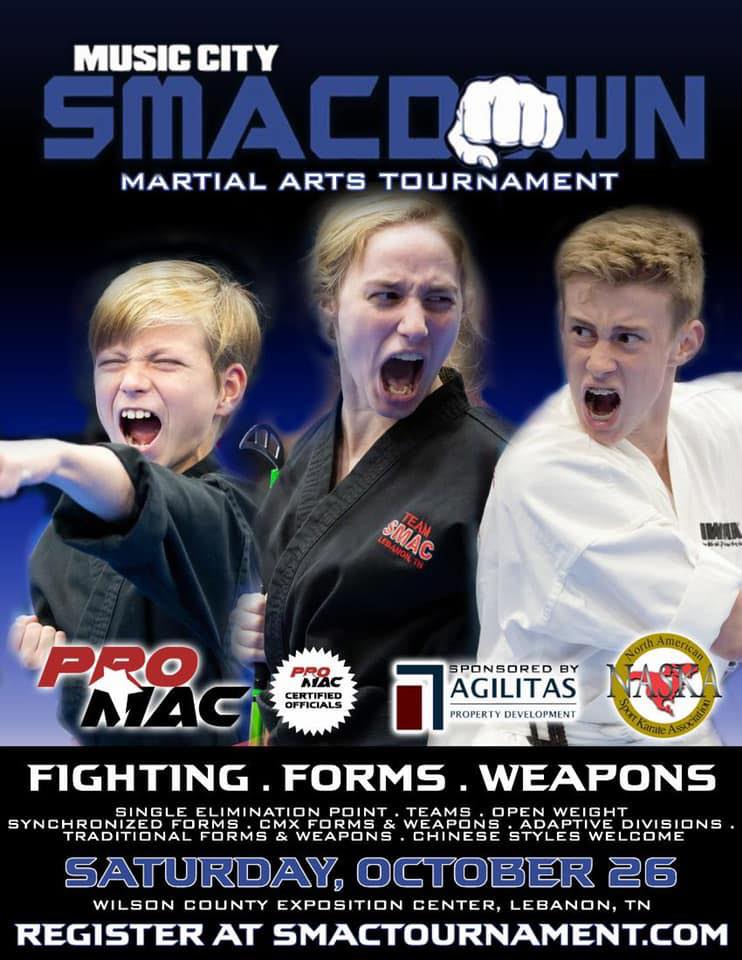 MUSIC CITY
SMACDOWN
MARTIAL ARTS TOURNAMENT
TEAM
SMAC
LEBANON, TN
PRO
MAC
PRO
MAC
CERTIFIED
OFFICIALS
SPONSORED BY
AGILITAS
PROPERTY DEVELOPMENT
North American
NASKA
Sport Karate Association
FIGHTING . FORMS . WEAPONS
SINGLE ELIMINATION POINT . TEAMS . OPEN WEIGHT
SYNCHRONIZED FORMS . CMX FORMS & WEAPONS . ADAPTIVE DIVISIONS .
TRADITIONAL FORMS & WEAPONS . CHINESE STYLES WELCOME
SATURDAY, OCTOBER 26
WILSON COUNTY EXPOSITION CENTER, LEBANON, TN
REGISTER AT SMACTOURNAMENT.COM